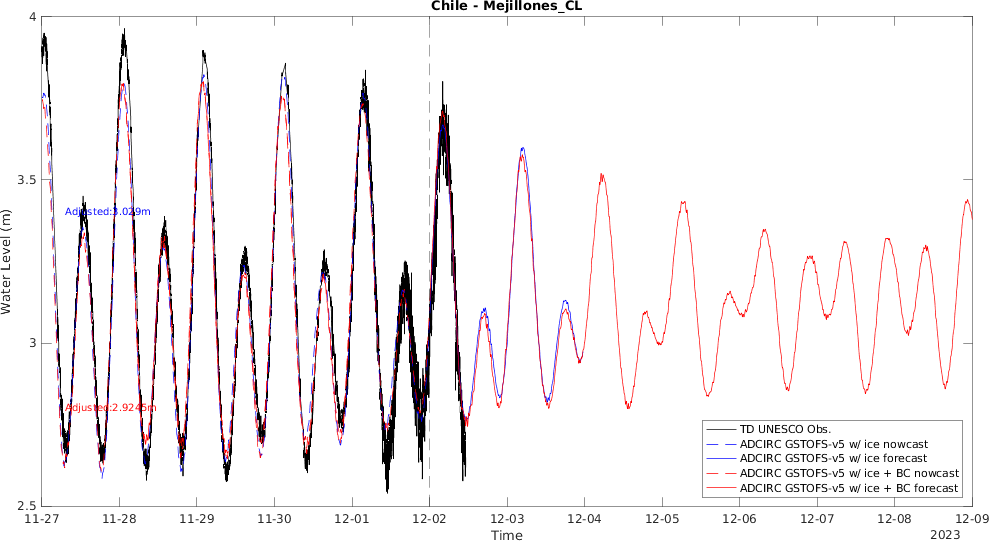 Chile - Mejillones_CL
4
3.5
3
2.5
Water Level (m)
Adjusted:3.029m
Adjusted:2.9245m
TD UNESCO Obs.
ADCIRC GSTOFS-v5 w/ ice nowcast
ADCIRC GSTOFS-v5 w/ ice forecast
ADCIRC GSTOFS-v5 w/ ice + BC nowcast
ADCIRC GSTOFS-v5 w/ ice + BC forecast
11-27 11-28 11-29 11-30 12-01 12-02 12-03 12-04 12-05 12-06 12-07 12-08 12-09
Time
2023